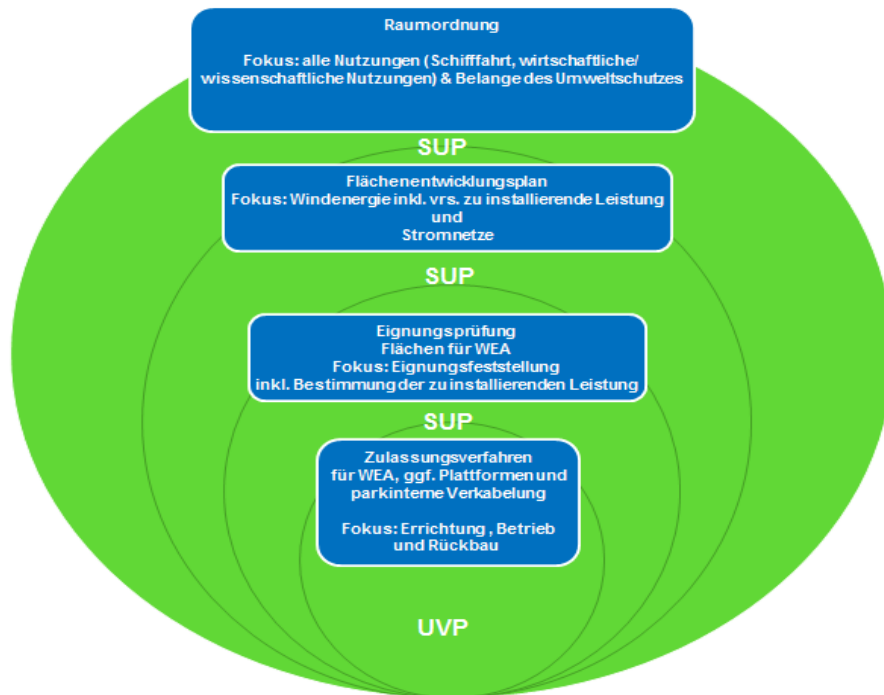 Raumordnung
Fokus: alle Nutzungen (Schifffahrt, wirtschaftliche/
wissenschaftliche Nutzungen) & Belange des Umweltschutzes
SUP
Flächenentwicklungsplan
Fokus: Windenergie inkl. vrs. zu installierende Leistung
und
Stromnetze
SUP
Eignungsprüfung
Flächen für WEA
Fokus: Eignungsfeststellung
inkl. Bestimmung der zu installierenden Leistung
SUP
Zulassungsverfahren
für WEA, ggf. Plattformen und
parkinterne Verkabelung
Fokus: Errichtung, Betrieb
und Rückbau
UVP